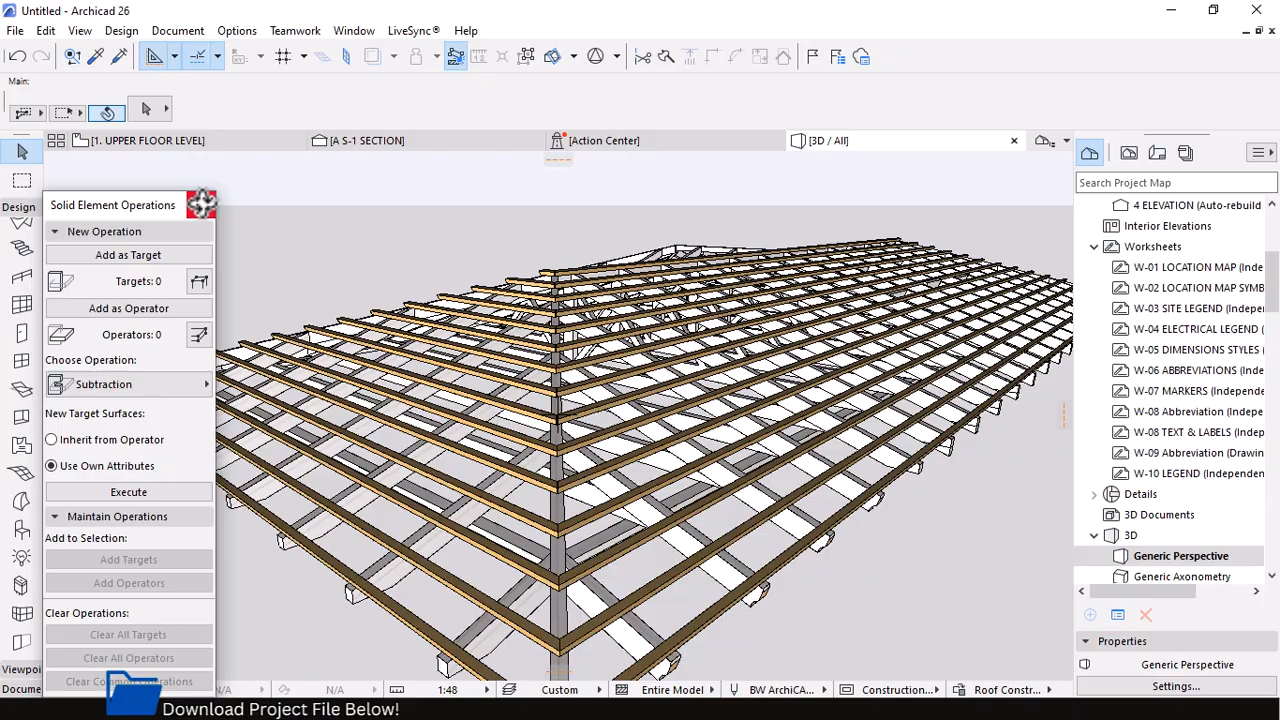 Untitled - Archicad 26
File Edit View Design Document Options Teamwork Window LiveSync® Help
Main:
[1. UPPER FLOOR LEVEL] [A S-1 SECTION] [Action Center] [3D / All]
Search Project Map
Design
Solid Element Operations
New Operation
Add as Target
Targets: 0
Add as Operator
Operators: 0
Choose Operation:
Subtraction
New Target Surfaces:
Inherit from Operator
Use Own Attributes
Execute
Maintain Operations
Add to Selection:
Add Targets
Add Operators
Clear Operations:
Clear All Targets
Clear All Operators
Clear Common Operations
4 ELEVATION (Auto-rebuild
Interior Elevations
Worksheets
W-01 LOCATION MAP (Inde
W-02 LOCATION MAP SYMB
W-03 SITE LEGEND (Indepe
W-04 ELECTRICAL LEGEND (
W-05 DIMENSIONS STYLES (
W-06 ABBREVIATIONS (Inde
W-07 MARKERS (Independe
W-08 Abbreviation (Indepe
W-08 TEXT & LABELS (Indep
W-09 Abbreviation (Drawin
W-10 LEGEND (Independen
Details
3D Documents
3D
Generic Perspective
Generic Axonometry
Properties
Generic Perspective
Settings...
Viewpoi
Docume
N/A N/A 1:48 Custom Entire Model BW ArchiCA... Construction... Roof Constr...
Download Project File Below!